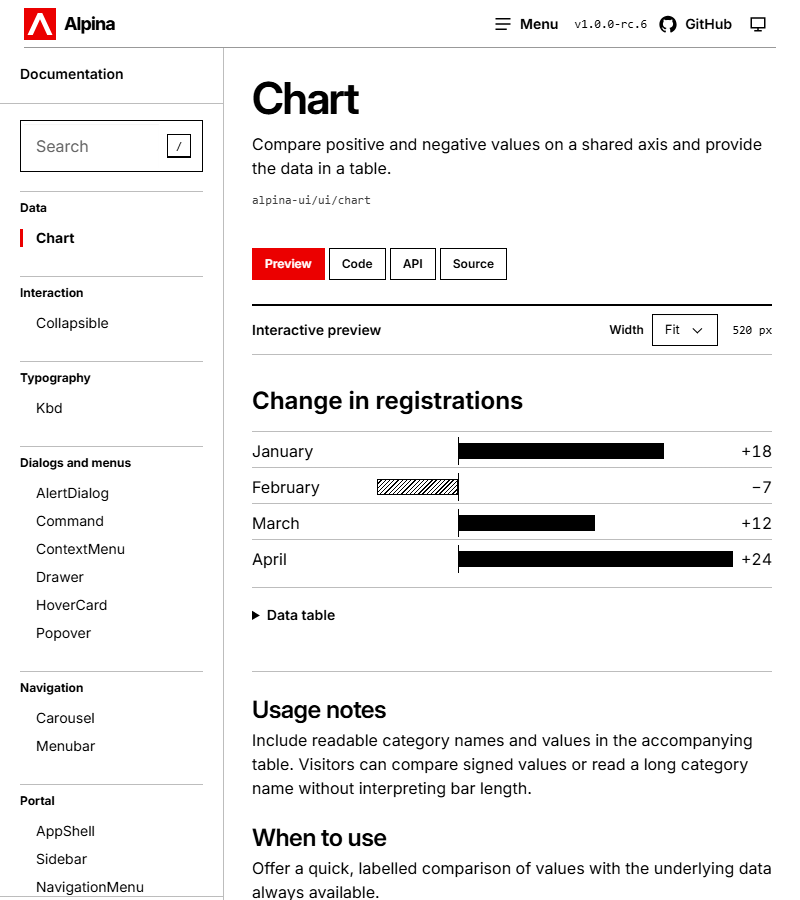 Alpina
Menu
v1.0.0-rc.6
GitHub
Documentation
Search
/
Data
Chart
Interaction
Collapsible
Typography
Kbd
Dialogs and menus
AlertDialog
Command
ContextMenu
Drawer
HoverCard
Popover
Navigation
Carousel
Menubar
Portal
AppShell
Sidebar
NavigationMenu
Chart
Compare positive and negative values on a shared axis and provide
the data in a table.
alpina-ui/ui/chart
Preview
Code
API
Source
Interactive preview
Width
Fit
520 px
Change in registrations
January +18
February −7
March +12
April +24
Data table
Usage notes
Include readable category names and values in the accompanying
table. Visitors can compare signed values or read a long category
name without interpreting bar length.
When to use
Offer a quick, labelled comparison of values with the underlying data
always available.